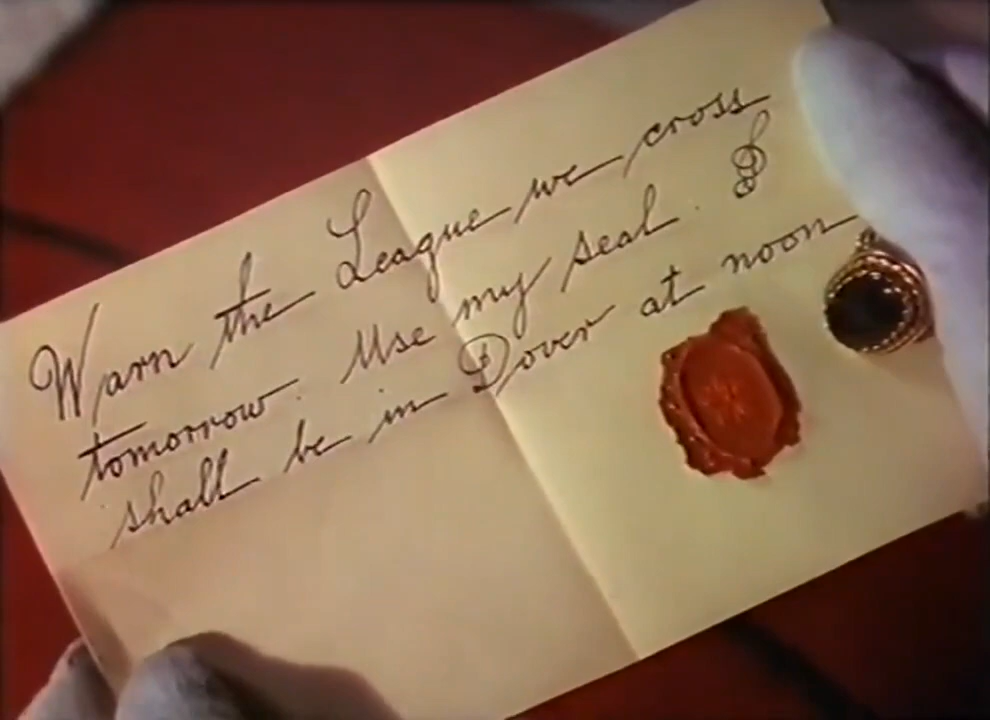 Warn the League we cross
tomorrow. Use my seal. I
shall be in Dover at noon